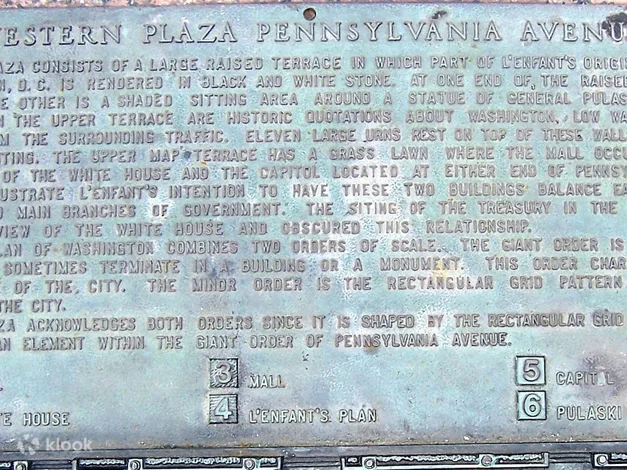 WESTERN PLAZA PENNSYLVANIA AVENU
AZA CONSISTS OF A LARGE RAISED TERRACE IN WHICH PART OF L'ENFANT'S ORIGI
N, D.C. IS RENDERED IN BLACK AND WHITE STONE. AT ONE END OF THE RAISED
E OTHER IS A SHADED SITTING AREA AROUND A STATUE OF GENERAL PULAS
N THE UPPER TERRACE ARE HISTORIC QUOTATIONS ABOUT WASHINGTON. LOW WA
M THE SURROUNDING TRAFFIC. ELEVEN LARGE URNS REST ON TOP OF THESE WALL
TING. THE UPPER MAP TERRACE HAS A GRASS LAWN WHERE THE MALL OCCU
OF THE WHITE HOUSE AND THE CAPITOL LOCATED AT EITHER END OF PENNSY
USTRATE L'ENFANT'S INTENTION TO HAVE THESE TWO BUILDINGS BALANCE EA
O MAIN BRANCHES OF GOVERNMENT. THE SITING OF THE TREASURY IN THE
VIEW OF THE WHITE HOUSE AND OBSCURED THIS RELATIONSHIP.
LAN OF WASHINGTON COMBINES TWO ORDERS OF SCALE. THE GIANT ORDER IS
SOMETIMES TERMINATE IN A BUILDING OR A MONUMENT. THIS ORDER CHAR
E OF THE CITY. THE MINOR ORDER IS THE RECTANGULAR GRID PATTERN
THE CITY.
ZA ACKNOWLEDGES BOTH ORDERS SINCE IT IS SHAPED BY THE RECTANGULAR GRID
AN ELEMENT WITHIN THE GIANT ORDER OF PENNSYLVANIA AVENUE.
3 MALL 5 CAPITOL
TE HOUSE 4 L'ENFANT'S PLAN 6 PULASKI
klook